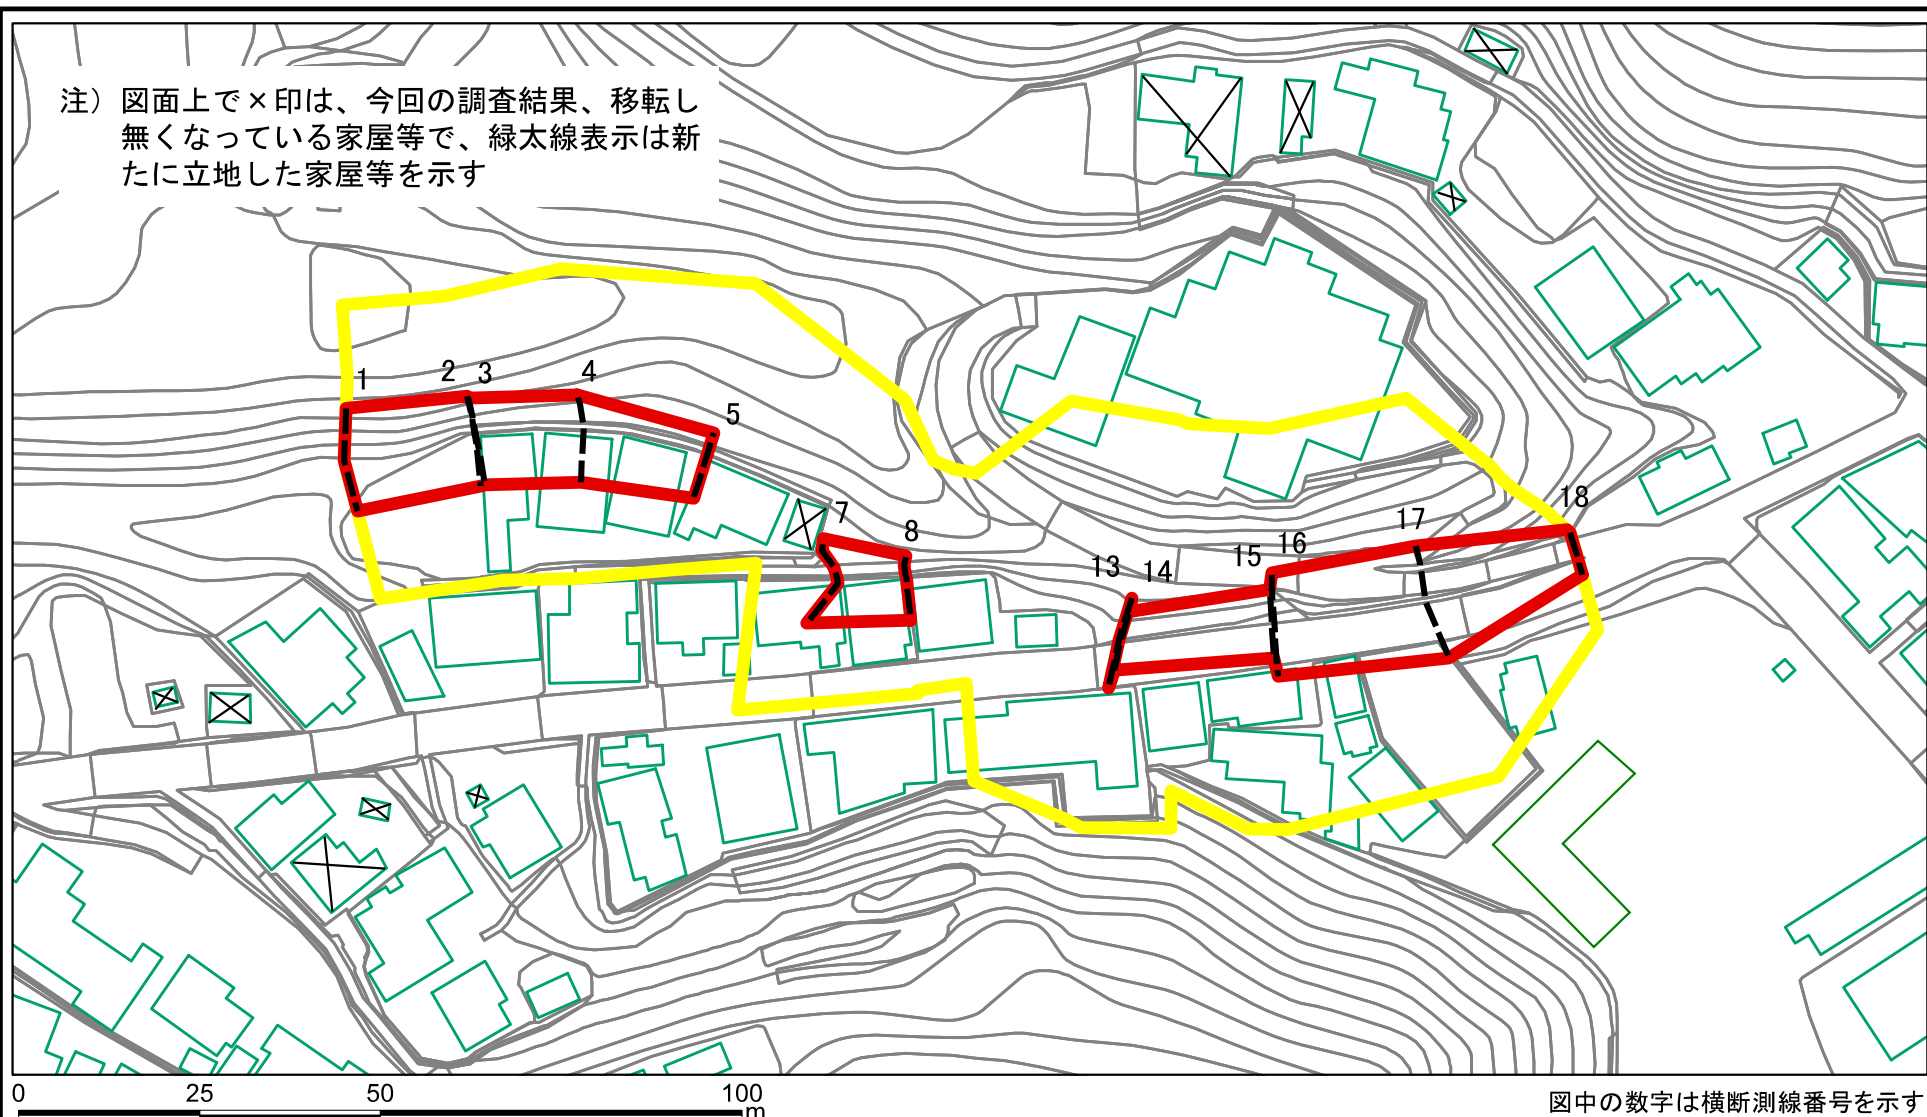 注）図面上で×印は、今回の調査結果、移転し
無くなっている家屋等で、緑太線表示は新
たに立地した家屋等を示す
1
2
3
4
5
7
8
13
14
15
16
17
18
0 25 50 100
m
図中の数字は横断測線番号を示す